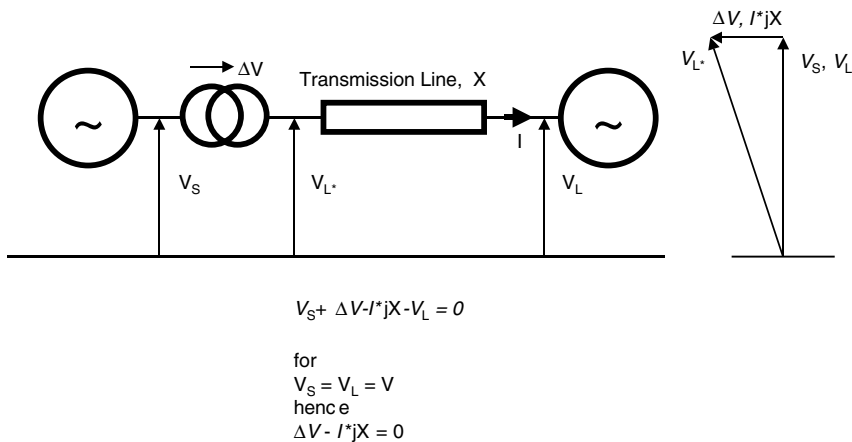 ΔV, I*jX
V_L*
V_S, V_L
ΔV
Transmission Line, X
~
~
I
V_S
V_L*
V_L
V_S+ ΔV-I*jX-V_L = 0
for
V_S = V_L = V
henc e
ΔV - I*jX = 0